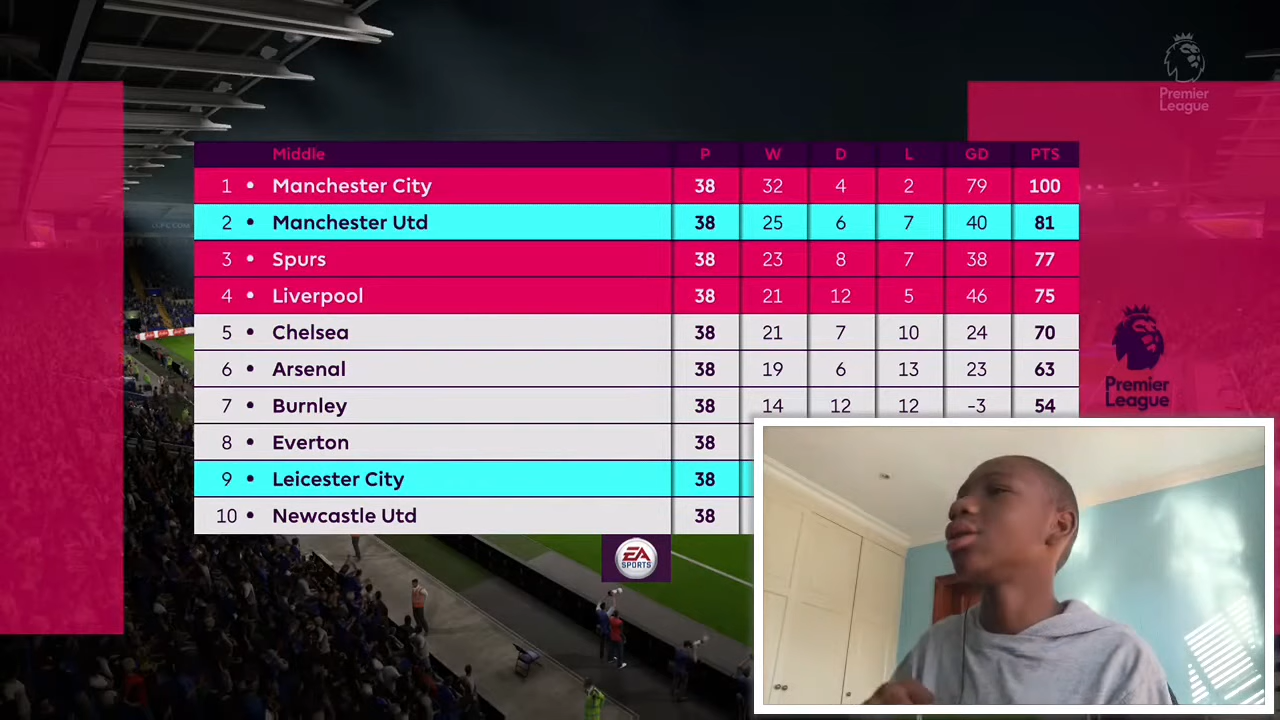 Premier
League
Middle P W D L GD PTS
1 • Manchester City 38 32 4 2 79 100
2 • Manchester Utd 38 25 6 7 40 81
3 • Spurs 38 23 8 7 38 77
4 • Liverpool 38 21 12 5 46 75
5 • Chelsea 38 21 7 10 24 70
6 • Arsenal 38 19 6 13 23 63
7 • Burnley 38 14 12 12 -3 54
8 • Everton 38
9 • Leicester City 38
10 • Newcastle Utd 38
Premier
League
EA
SPORTS